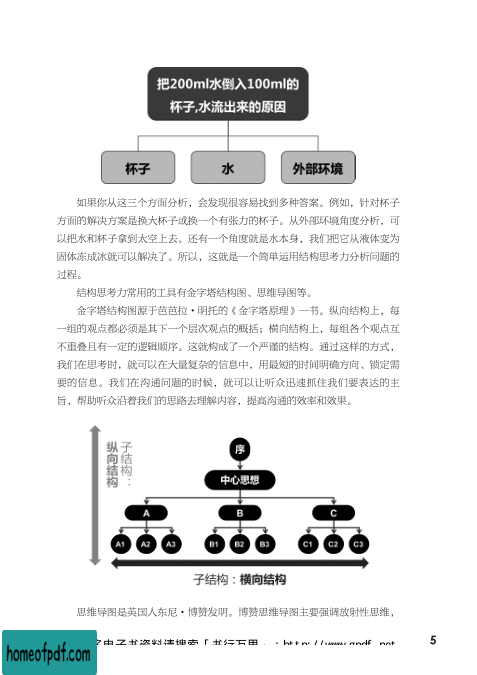 把200ml水倒入100ml的
杯子,水流出来的原因
杯子 水 外部环境
如果你从这三个方面分析，会发现很容易找到多种答案。例如，针对杯子
方面的解决方案是换大杯子或换一个有张力的杯子。从外部环境角度分析，可
以把水和杯子拿到太空上去。还有一个角度就是水本身，我们把它从液体变为
固体冻成冰就可以解决了。所以，这就是一个简单运用结构思考力分析问题的
过程。
结构思考力常用的工具有金字塔结构图、思维导图等。
金字塔结构图源于芭芭拉·明托的《金字塔原理》一书。纵向结构上，每
一组的观点都必须是其下一个层次观点的概括；横向结构上，每组各个观点互
不重叠且有一定的逻辑顺序。这就构成了一个严谨的结构。通过这样的方式，
我们在思考时，就可以在大量复杂的信息中，用最短的时间明确方向、锁定需
要的信息。我们在沟通问题的时候，就可以让听众迅速抓住我们要表达的主
旨，帮助听众沿着我们的思路去理解内容，提高沟通的效率和效果。
子结构：
纵向结构
序
中心思想
A B C
A1 A2 A3 B1 B2 B3 C1 C2 C3
子结构：横向结构
思维导图是英国人东尼·博赞发明。博赞思维导图主要强调放射性思维，
电子书资料请搜索「书行万里」：http://www.gpdf.net
5
homeofpdf.com